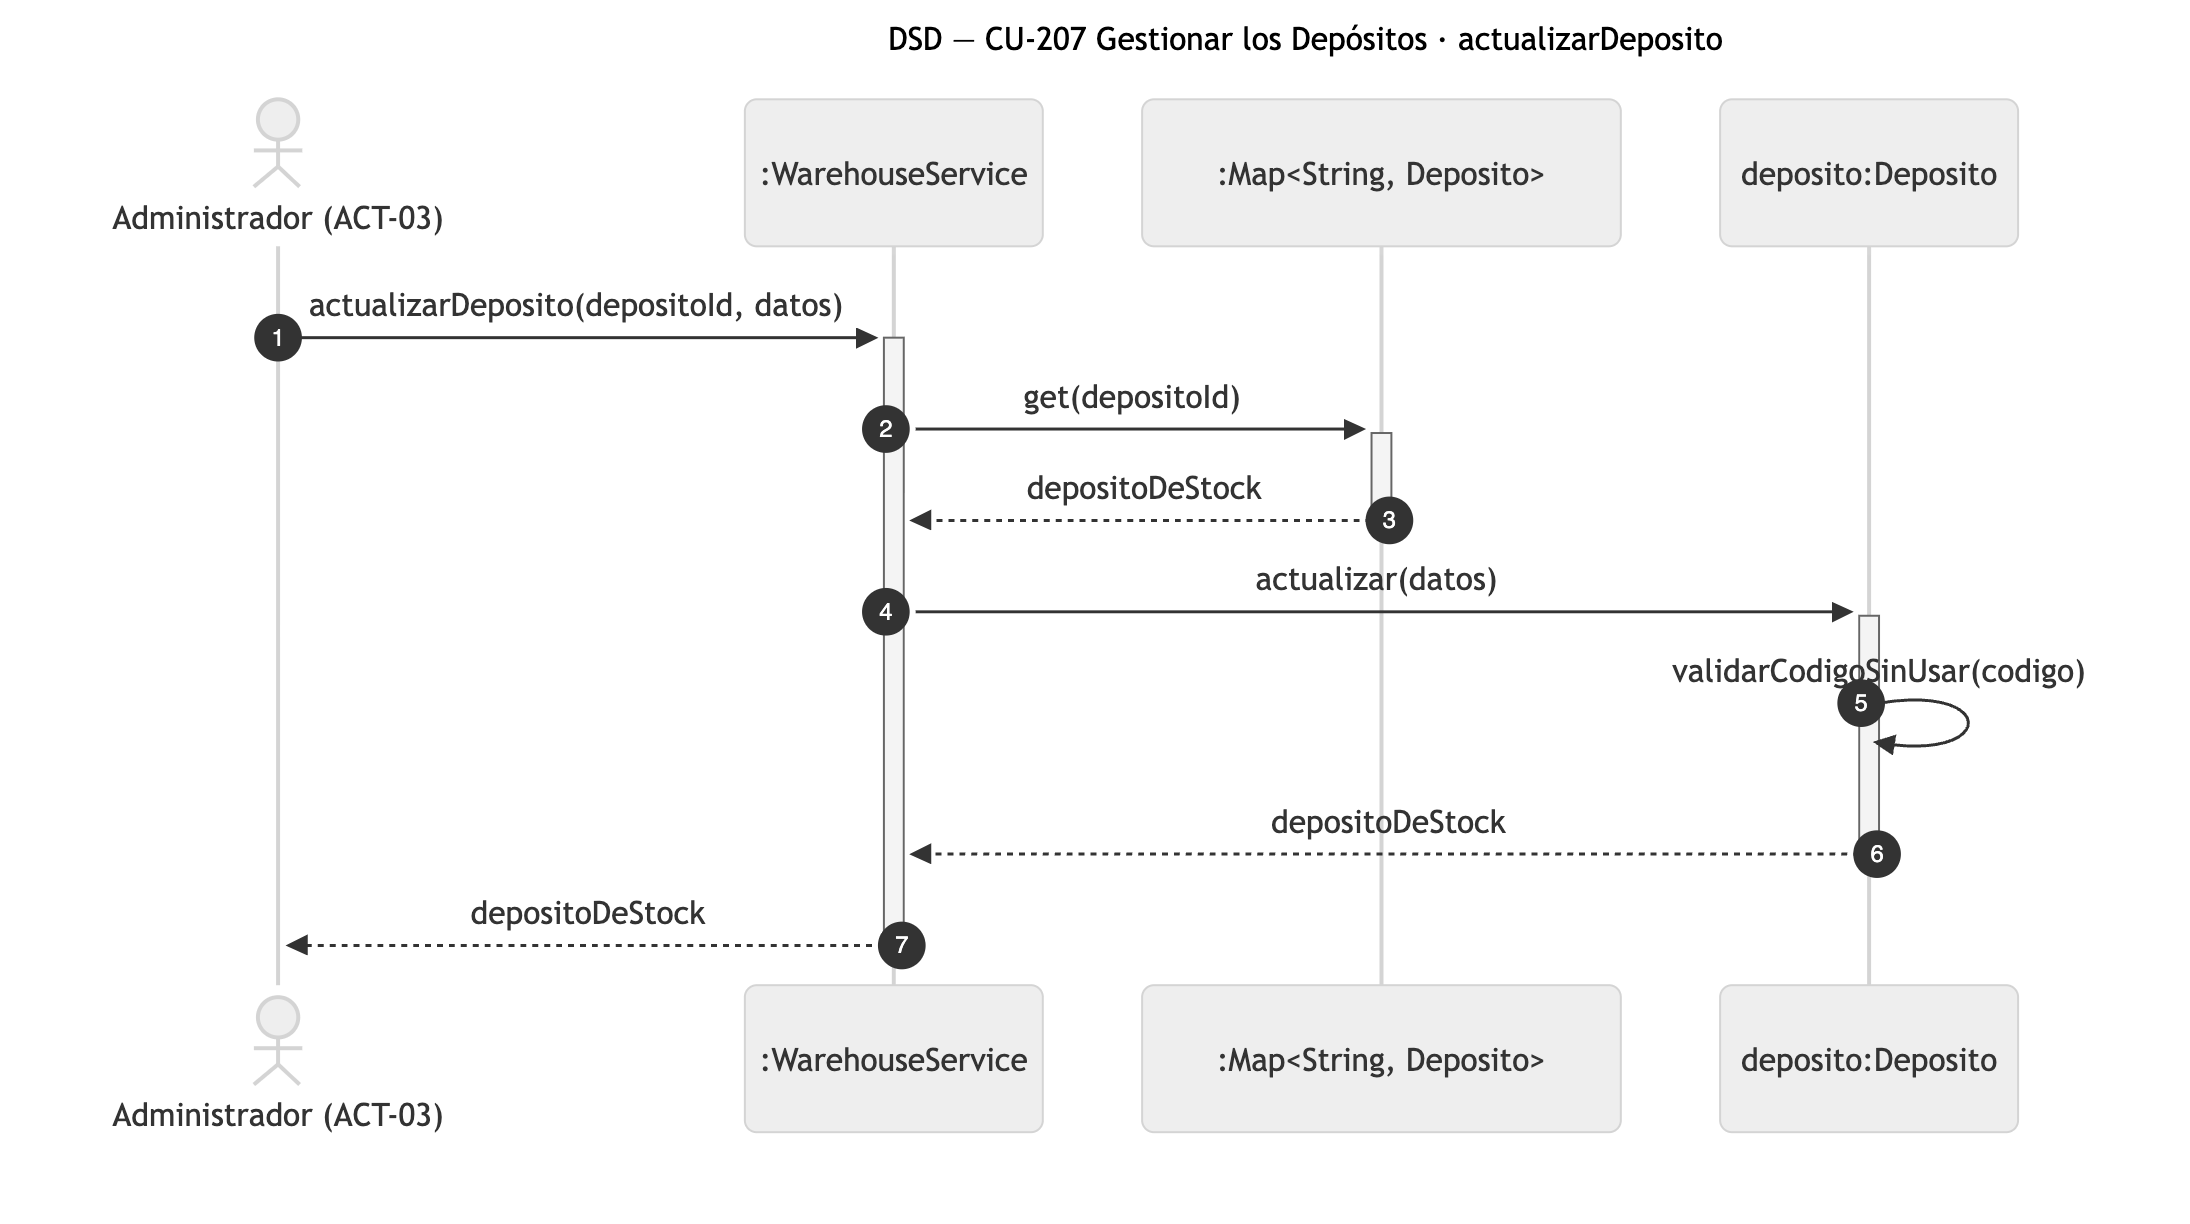 DSD — CU-207 Gestionar los Depósitos · actualizarDeposito
Administrador (ACT-03)
:WarehouseService
:Map<String, Deposito>
deposito:Deposito
actualizarDeposito(depositoId, datos)
1
get(depositoId)
2
depositoDeStock
3
actualizar(datos)
4
validarCodigoSinUsar(codigo)
5
depositoDeStock
6
depositoDeStock
7
Administrador (ACT-03)
:WarehouseService
:Map<String, Deposito>
deposito:Deposito